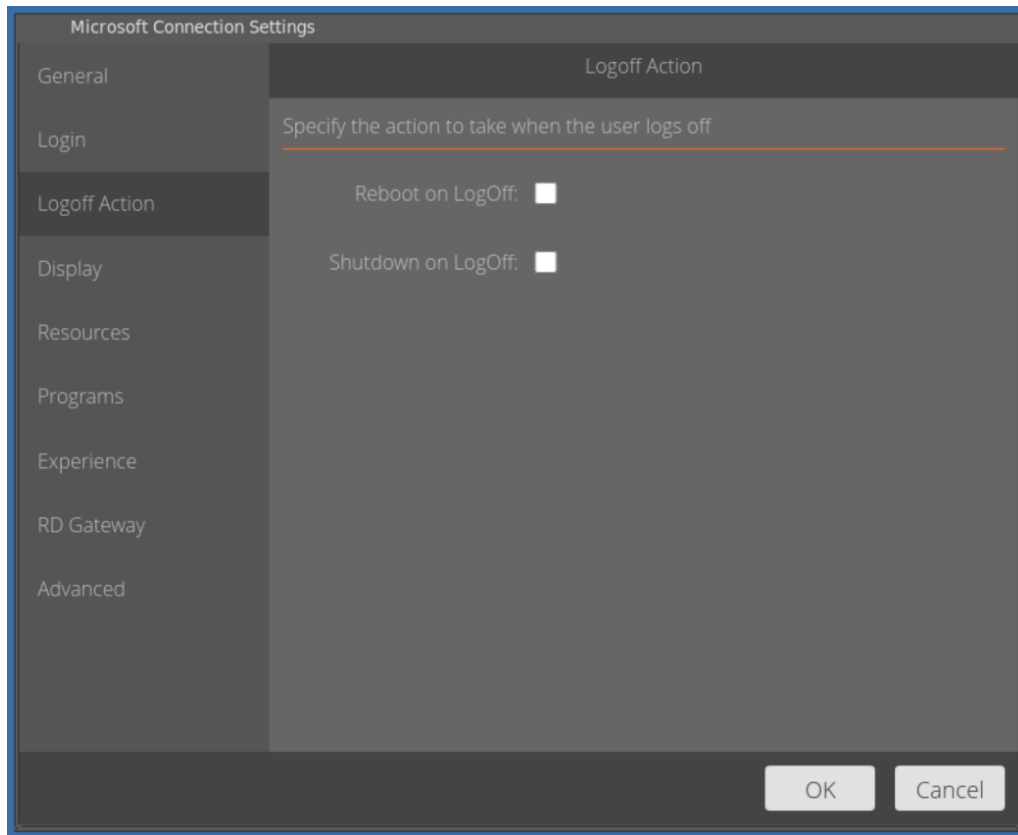 Microsoft Connection Settings
General
Login
Logoff Action
Display
Resources
Programs
Experience
RD Gateway
Advanced
Logoff Action
Specify the action to take when the user logs off
Reboot on LogOff:
Shutdown on LogOff:
OK
Cancel